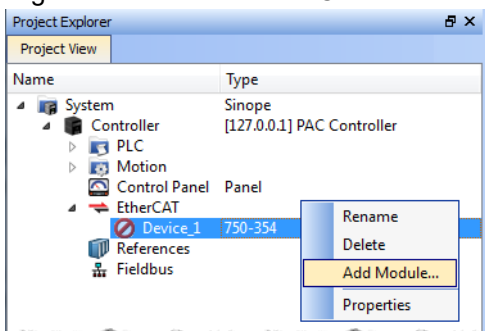 Project Explorer
Project View
Name Type
System Sinope
Controller [127.0.0.1] PAC Controller
PLC
Motion
Control Panel Panel
EtherCAT
Device_1 750-354
References
Fieldbus
Rename
Delete
Add Module...
Properties